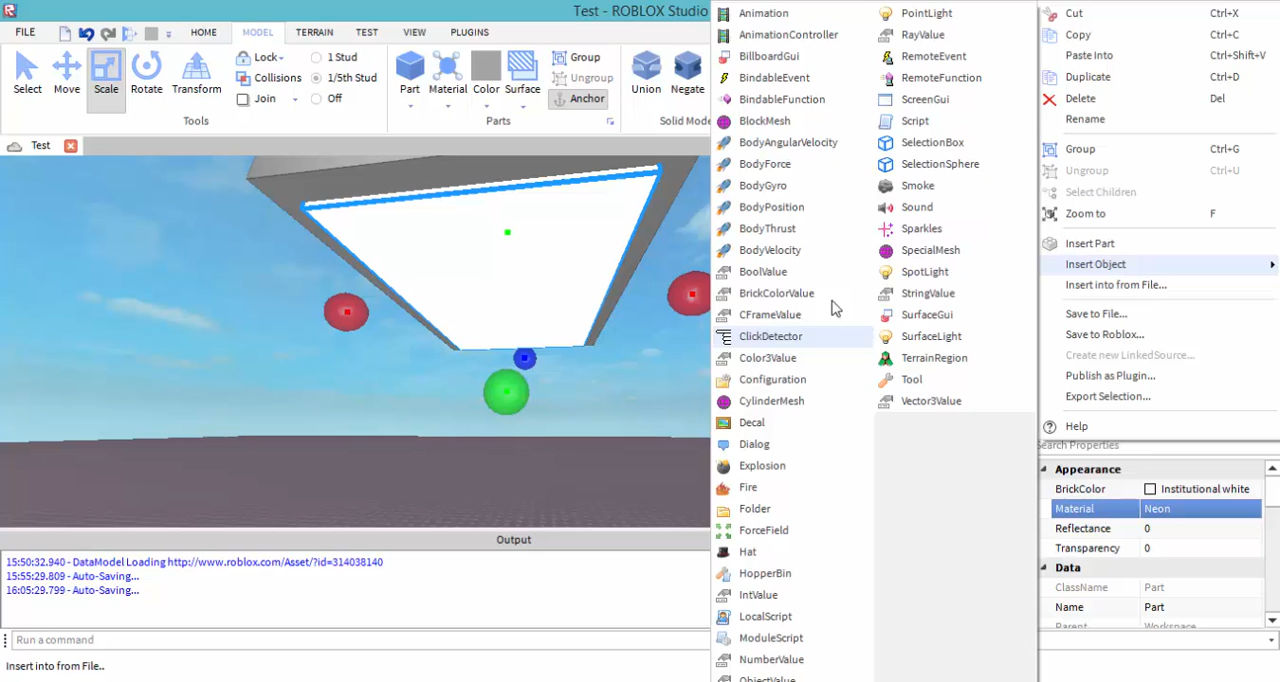 Test - ROBLOX Studio
FILE
HOME
MODEL
TERRAIN
TEST
VIEW
PLUGINS
Select
Move
Scale
Rotate
Transform
Lock
Collisions
Join
1 Stud
1/5th Stud
Off
Tools
Part
Material
Color
Surface
Group
Ungroup
Anchor
Parts
Union
Negate
Solid Mode
Test
Animation
AnimationController
BillboardGui
BindableEvent
BindableFunction
BlockMesh
BodyAngularVelocity
BodyForce
BodyGyro
BodyPosition
BodyThrust
BodyVelocity
BoolValue
BrickColorValue
CFrameValue
ClickDetector
Color3Value
Configuration
CylinderMesh
Decal
Dialog
Explosion
Fire
Folder
ForceField
Hat
HopperBin
IntValue
LocalScript
ModuleScript
NumberValue
ObjectValue
PointLight
RayValue
RemoteEvent
RemoteFunction
ScreenGui
Script
SelectionBox
SelectionSphere
Smoke
Sound
Sparkles
SpecialMesh
SpotLight
StringValue
SurfaceGui
SurfaceLight
TerrainRegion
Tool
Vector3Value
Cut Ctrl+X
Copy Ctrl+C
Paste Into Ctrl+Shift+V
Duplicate Ctrl+D
Delete Del
Rename
Group Ctrl+G
Ungroup Ctrl+U
Select Children
Zoom to F
Insert Part
Insert Object
Insert into from File...
Save to File...
Save to Roblox...
Create new LinkedSource...
Publish as Plugin...
Export Selection...
Help
Search Properties
Appearance
BrickColor Institutional white
Material Neon
Reflectance 0
Transparency 0
Data
ClassName Part
Name Part
Parent Workspace
Output
15:50:32.940 - DataModel Loading http://www.roblox.com/Asset/?id=314038140
15:55:29.809 - Auto-Saving...
16:05:29.799 - Auto-Saving...
Run a command
Insert into from File..